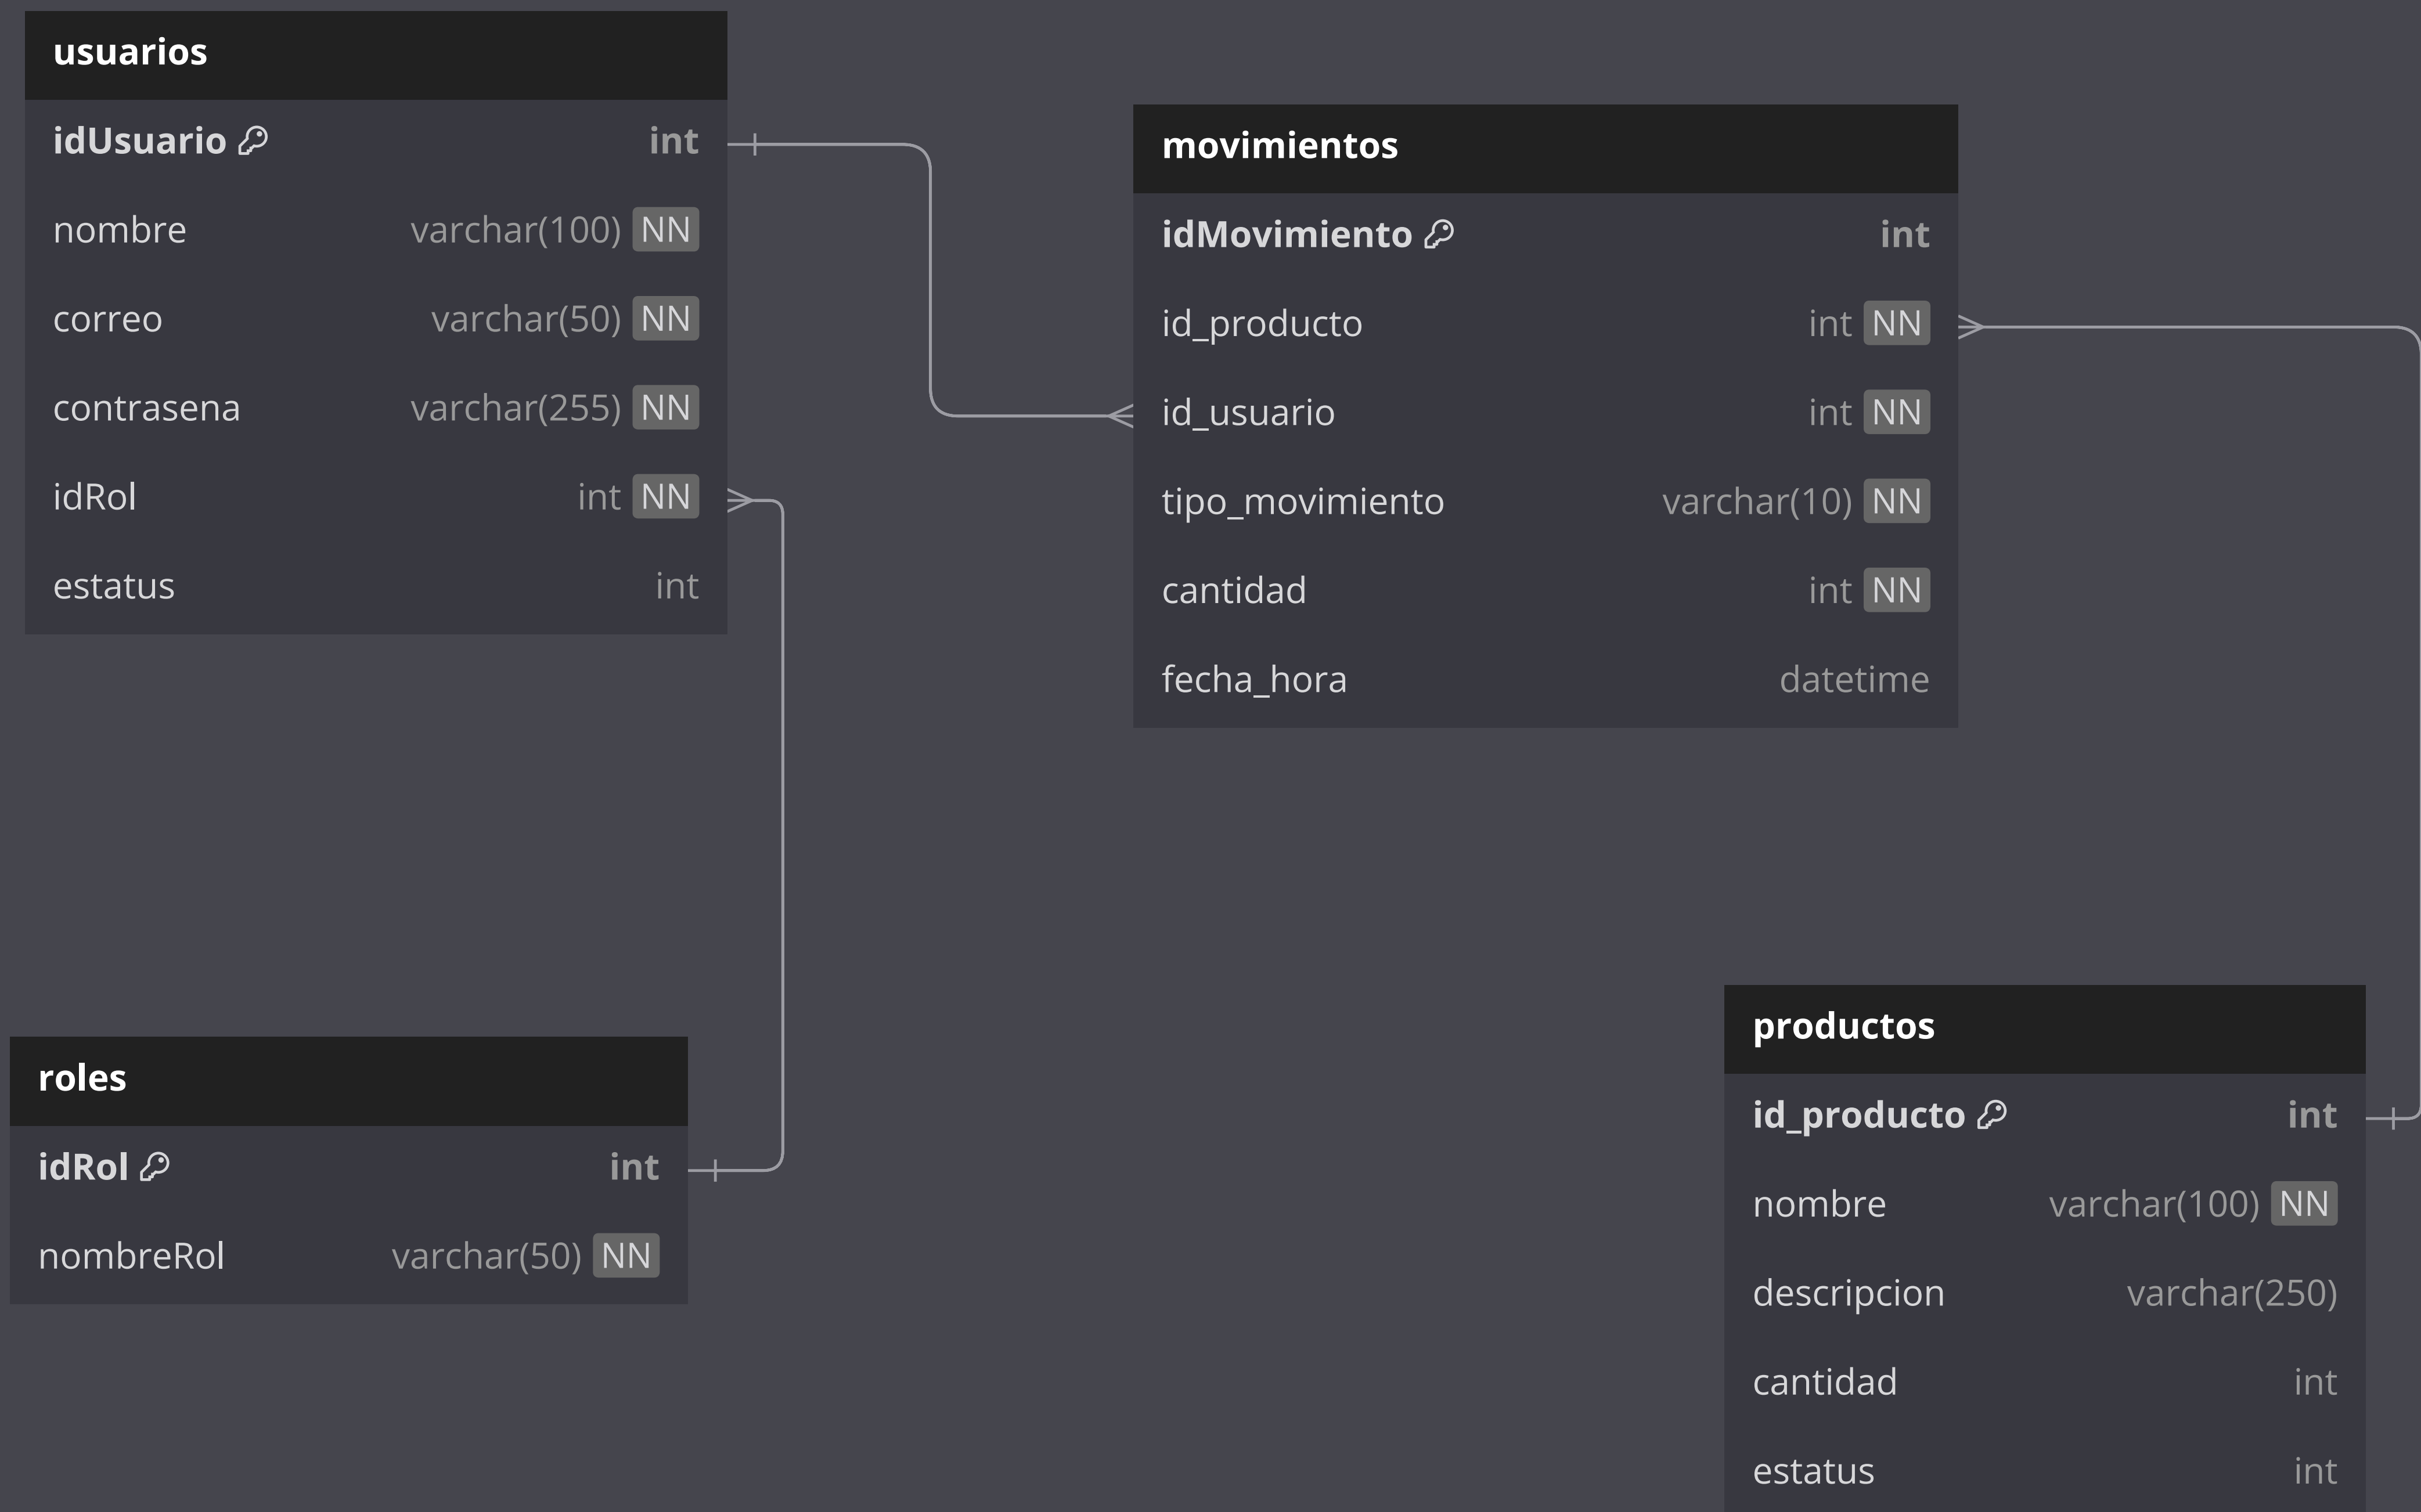 usuarios
idUsuario int
nombre varchar(100) NN
correo varchar(50) NN
contrasena varchar(255) NN
idRol int NN
estatus int
movimientos
idMovimiento int
id_producto int NN
id_usuario int NN
tipo_movimiento varchar(10) NN
cantidad int NN
fecha_hora datetime
roles
idRol int
nombreRol varchar(50) NN
productos
id_producto int
nombre varchar(100) NN
descripcion varchar(250)
cantidad int
estatus int